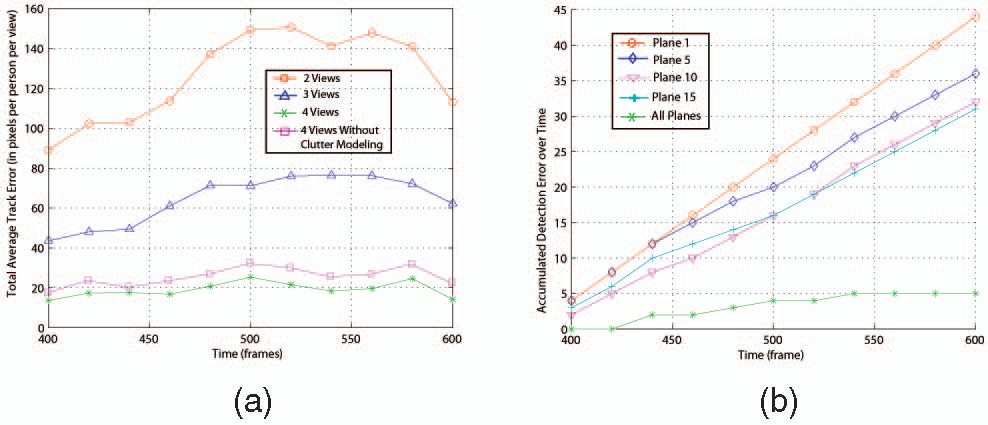 160
140
120
100
80
60
40
20
0
Total Average Track Error (in pixels per person per view)
2 Views
3 Views
4 Views
4 Views Without
Clutter Modeling
400 450 500 550 600
Time (frames)
(a)
45
40
35
30
25
20
15
10
5
0
Accumulated Detection Error over Time
Plane 1
Plane 5
Plane 10
Plane 15
All Planes
400 450 500 550 600
Time (frame)
(b)